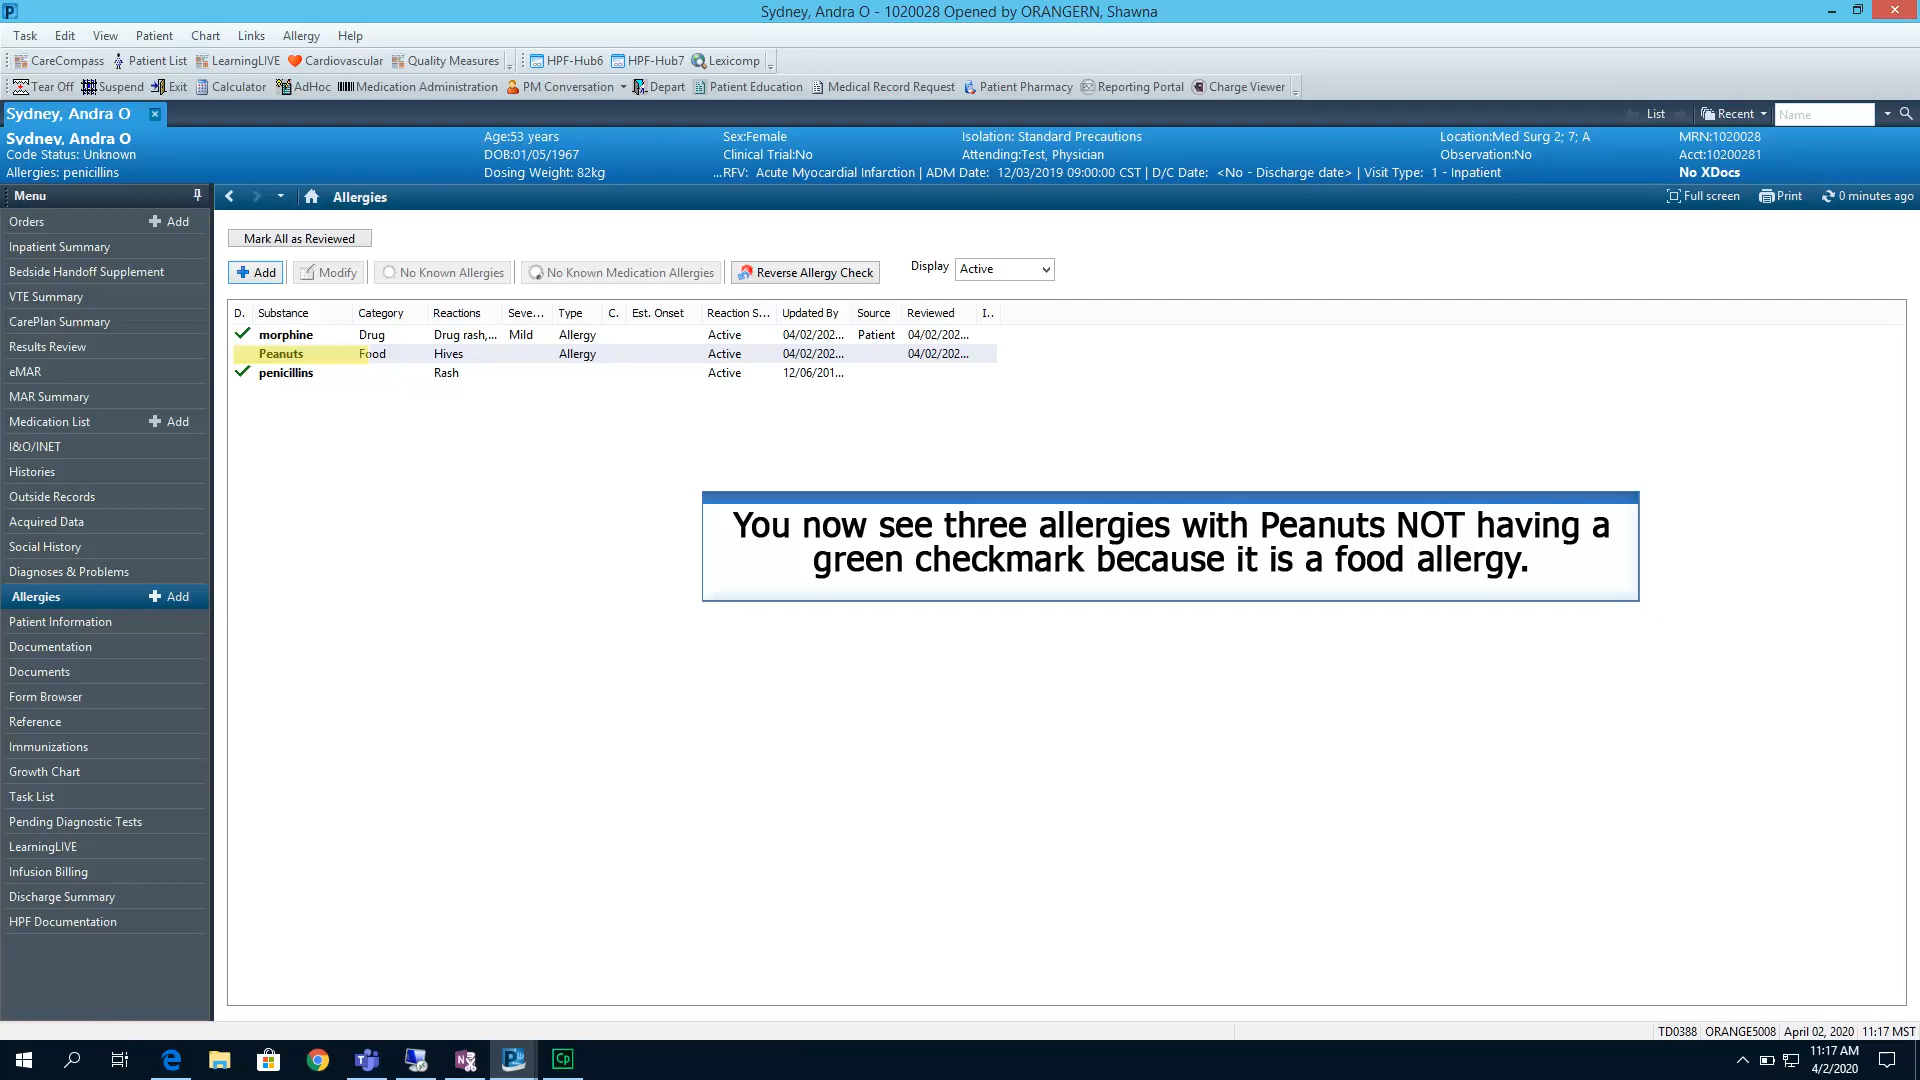 Sydney, Andra O - 1020028 Opened by ORANGERN, Shawna
Task Edit View Patient Chart Links Allergy Help
CareCompass Patient List LearningLIVE Cardiovascular Quality Measures HPF-Hub6 HPF-Hub7 Lexicomp
Tear Off Suspend Exit Calculator AdHoc Medication Administration PM Conversation Depart Patient Education Medical Record Request Patient Pharmacy Reporting Portal Charge Viewer
Sydney, Andra O List Recent Name
Sydney, Andra O Age:53 years Sex:Female Isolation: Standard Precautions Location:Med Surg 2; 7; A MRN:1020028
Code Status: Unknown DOB:01/05/1967 Clinical Trial:No Attending:Test, Physician Observation:No Acct:10200281
Allergies: penicillins Dosing Weight: 82kg ...RFV: Acute Myocardial Infarction | ADM Date: 12/03/2019 09:00:00 CST | D/C Date: <No - Discharge date> | Visit Type: 1 - Inpatient No XDocs
Menu Allergies Full screen Print 0 minutes ago
Orders Add
Inpatient Summary
Bedside Handoff Supplement
VTE Summary
CarePlan Summary
Results Review
eMAR
MAR Summary
Medication List Add
I&O/INET
Histories
Outside Records
Acquired Data
Social History
Diagnoses & Problems
Allergies Add
Patient Information
Documentation
Documents
Form Browser
Reference
Immunizations
Growth Chart
Task List
Pending Diagnostic Tests
LearningLIVE
Infusion Billing
Discharge Summary
HPF Documentation
Mark All as Reviewed
Add Modify No Known Allergies No Known Medication Allergies Reverse Allergy Check Display Active
D. Substance Category Reactions Seve... Type C. Est. Onset Reaction S... Updated By Source Reviewed I..
morphine Drug Drug rash,... Mild Allergy Active 04/02/202... Patient 04/02/202...
Peanuts Food Hives Allergy Active 04/02/202... 04/02/202...
penicillins Rash Active 12/06/201...
You now see three allergies with Peanuts NOT having a
green checkmark because it is a food allergy.
TD0388 ORANGE5008 April 02, 2020 11:17 MST
Cp
11:17 AM
4/2/2020